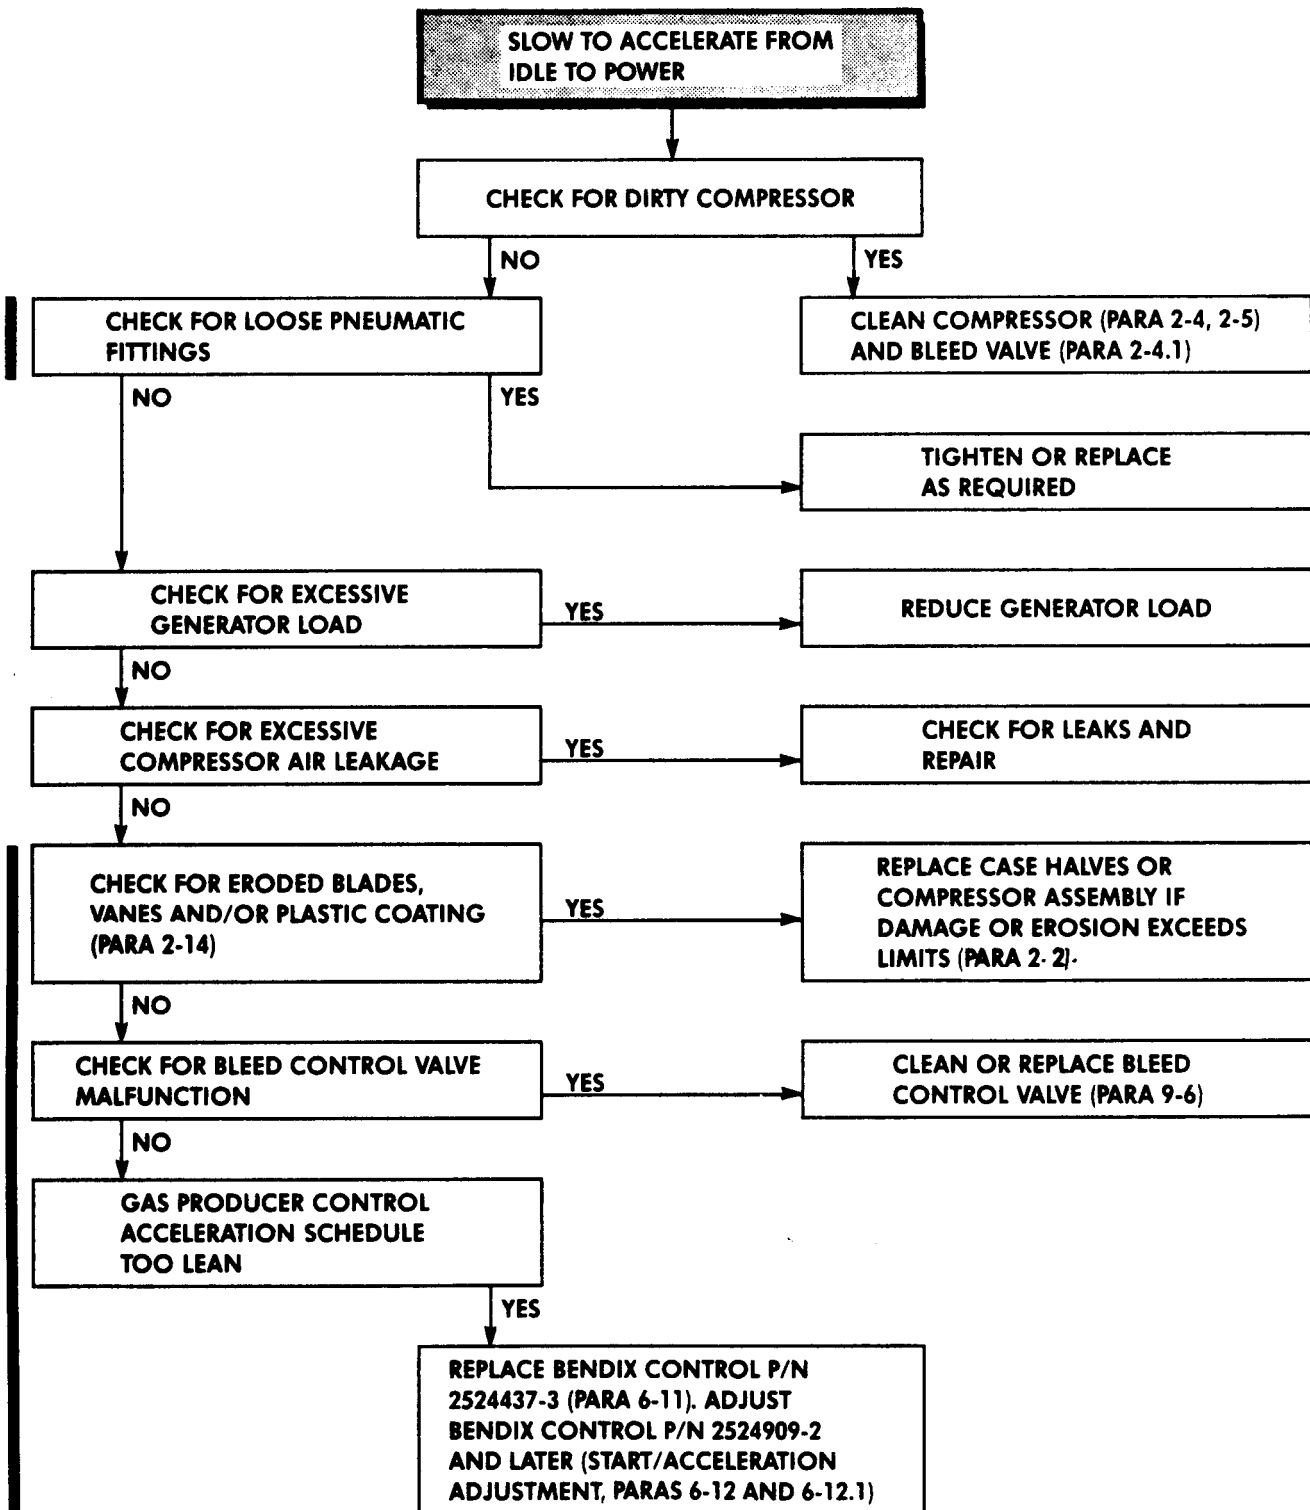 SLOW TO ACCELERATE FROM
IDLE TO POWER
CHECK FOR DIRTY COMPRESSOR
NO
YES
CHECK FOR LOOSE PNEUMATIC
FITTINGS
CLEAN COMPRESSOR (PARA 2-4, 2-5)
AND BLEED VALVE (PARA 2-4.1)
NO
YES
TIGHTEN OR REPLACE
AS REQUIRED
CHECK FOR EXCESSIVE
GENERATOR LOAD
YES
REDUCE GENERATOR LOAD
NO
CHECK FOR EXCESSIVE
COMPRESSOR AIR LEAKAGE
YES
CHECK FOR LEAKS AND
REPAIR
NO
CHECK FOR ERODED BLADES,
VANES AND/OR PLASTIC COATING
(PARA 2-14)
YES
REPLACE CASE HALVES OR
COMPRESSOR ASSEMBLY IF
DAMAGE OR EROSION EXCEEDS
LIMITS (PARA 2-2).
NO
CHECK FOR BLEED CONTROL VALVE
MALFUNCTION
YES
CLEAN OR REPLACE BLEED
CONTROL VALVE (PARA 9-6)
NO
GAS PRODUCER CONTROL
ACCELERATION SCHEDULE
TOO LEAN
YES
REPLACE BENDIX CONTROL P/N
2524437-3 (PARA 6-11). ADJUST
BENDIX CONTROL P/N 2524909-2
AND LATER (START/ACCELERATION
ADJUSTMENT, PARAS 6-12 AND 6-12.1)